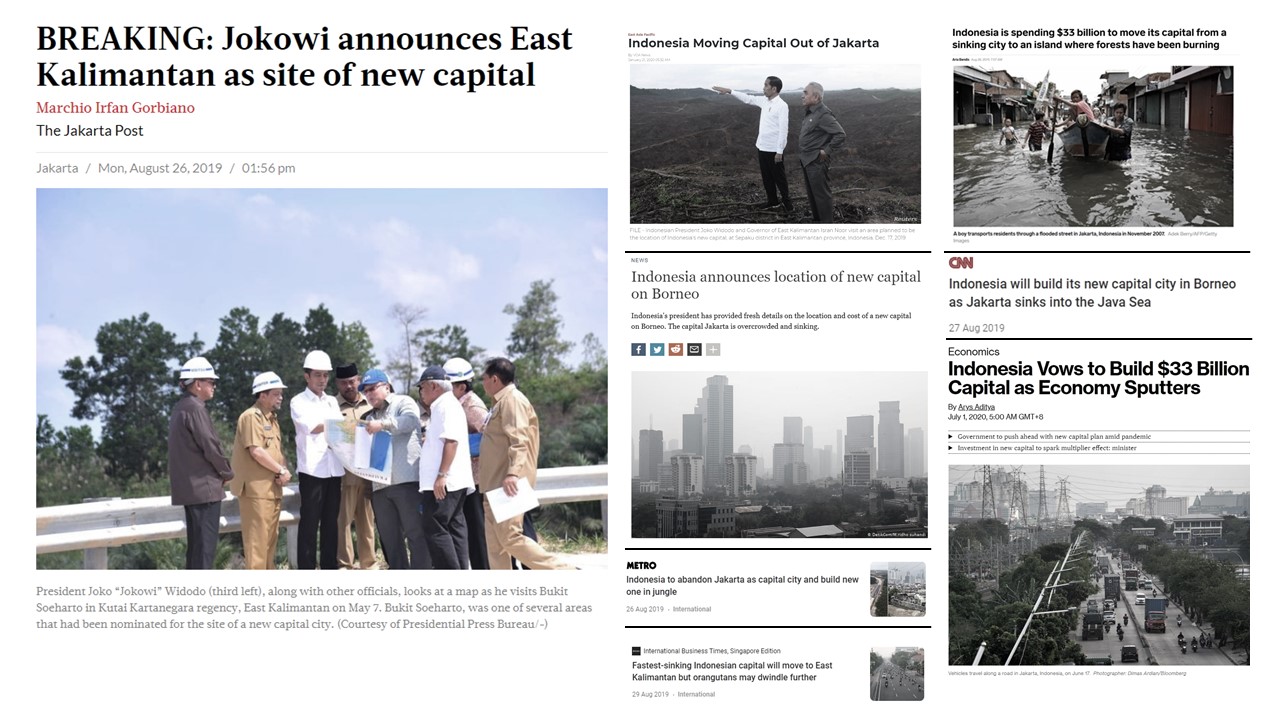 BREAKING: Jokowi announces East
Kalimantan as site of new capital
Marchio Irfan Gorbiano
The Jakarta Post
Jakarta / Mon, August 26, 2019 / 01:56 pm
President Joko “Jokowi” Widodo (third left), along with other officials, looks at a map as he visits Bukit
Soeharto in Kutai Kartanegara regency, East Kalimantan on May 7. Bukit Soeharto, was one of several areas
that had been nominated for the site of a new capital city. (Courtesy of Presidential Press Bureau/-)
East Asia Pacific
Indonesia Moving Capital Out of Jakarta
By VOA News
Reuters
FILE - Indonesian President Joko Widodo and Governor of East Kalimantan Isran Noor visit an area planned to be
the location of Indonesia's new capital at Sepaku district in East Kalimantan province, Indonesia, Dec. 17, 2019
NEWS
Indonesia announces location of new capital
on Borneo
Indonesia's president has provided fresh details on the location and cost of a new capital
on Borneo. The capital Jakarta is overcrowded and sinking.
METRO
Indonesia to abandon Jakarta as capital city and build new
one in jungle
26 Aug 2019 - International
International Business Times, Singapore Edition
Fastest-sinking Indonesian capital will move to East
Kalimantan but orangutans may dwindle further
29 Aug 2019 - International
Indonesia is spending $33 billion to move its capital from a
sinking city to an island where forests have been burning
A boy transports residents through a flooded street in Jakarta, Indonesia in November 2007. Adek Berry/AFP/Getty
Images
CNN
Indonesia will build its new capital city in Borneo
as Jakarta sinks into the Java Sea
27 Aug 2019
Economics
Indonesia Vows to Build $33 Billion
Capital as Economy Sputters
By Arys Aditya
July 1, 2020, 5:00 AM GMT+8
Government to push ahead with new capital plan amid pandemic
Investment in new capital to spark multiplier effect: minister
Vehicles travel along a road in Jakarta, Indonesia, on June 17. Photographer: Dimas Ardian/Bloomberg